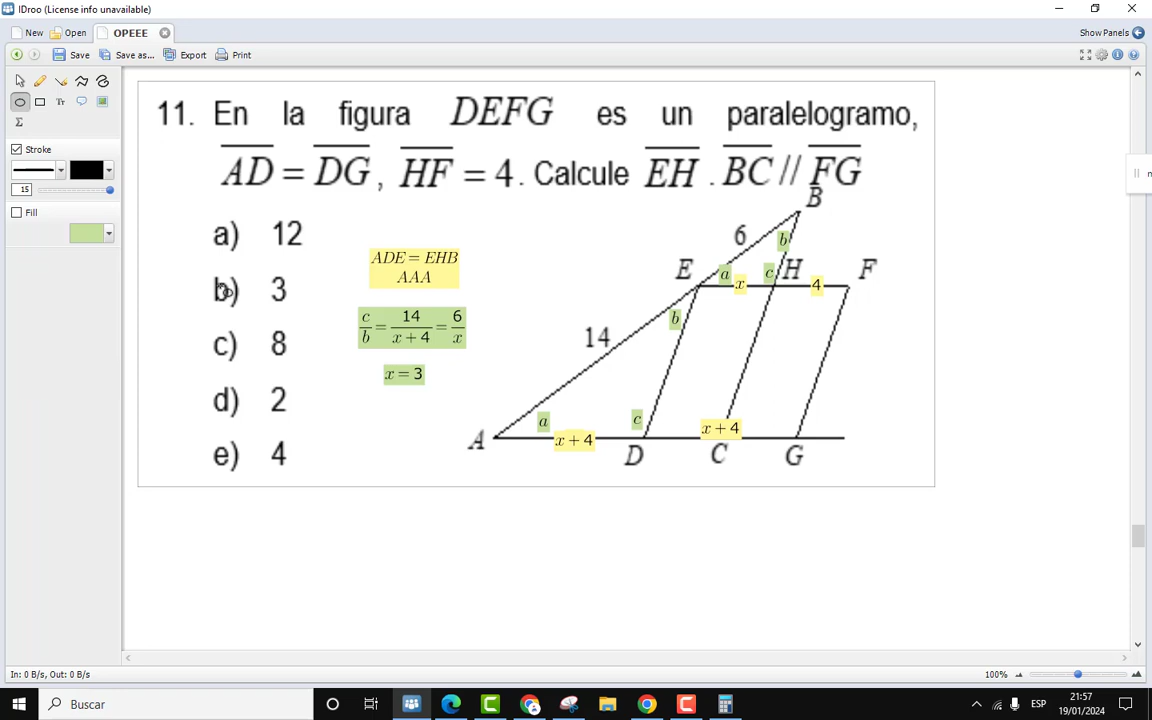 IDroo (License info unavailable)
New
Open
OPEEE
Show Panels
Save
Save as...
Export
Print
Stroke
15
Fill
11. En la figura DEFG es un paralelogramo,
AD = DG, HF = 4. Calcule EH. BC // FG
a) 12
b) 3
c) 8
d) 2
e) 4
ADE = EHB
AAA
c/b = 14/(x + 4) = 6/x
x = 3
B
6
b
E
a
x
c
H
4
F
14
b
A
a
x + 4
c
D
x + 4
C
G
In: 0 B/s, Out: 0 B/s
100%
Buscar
ESP
21:57
19/01/2024